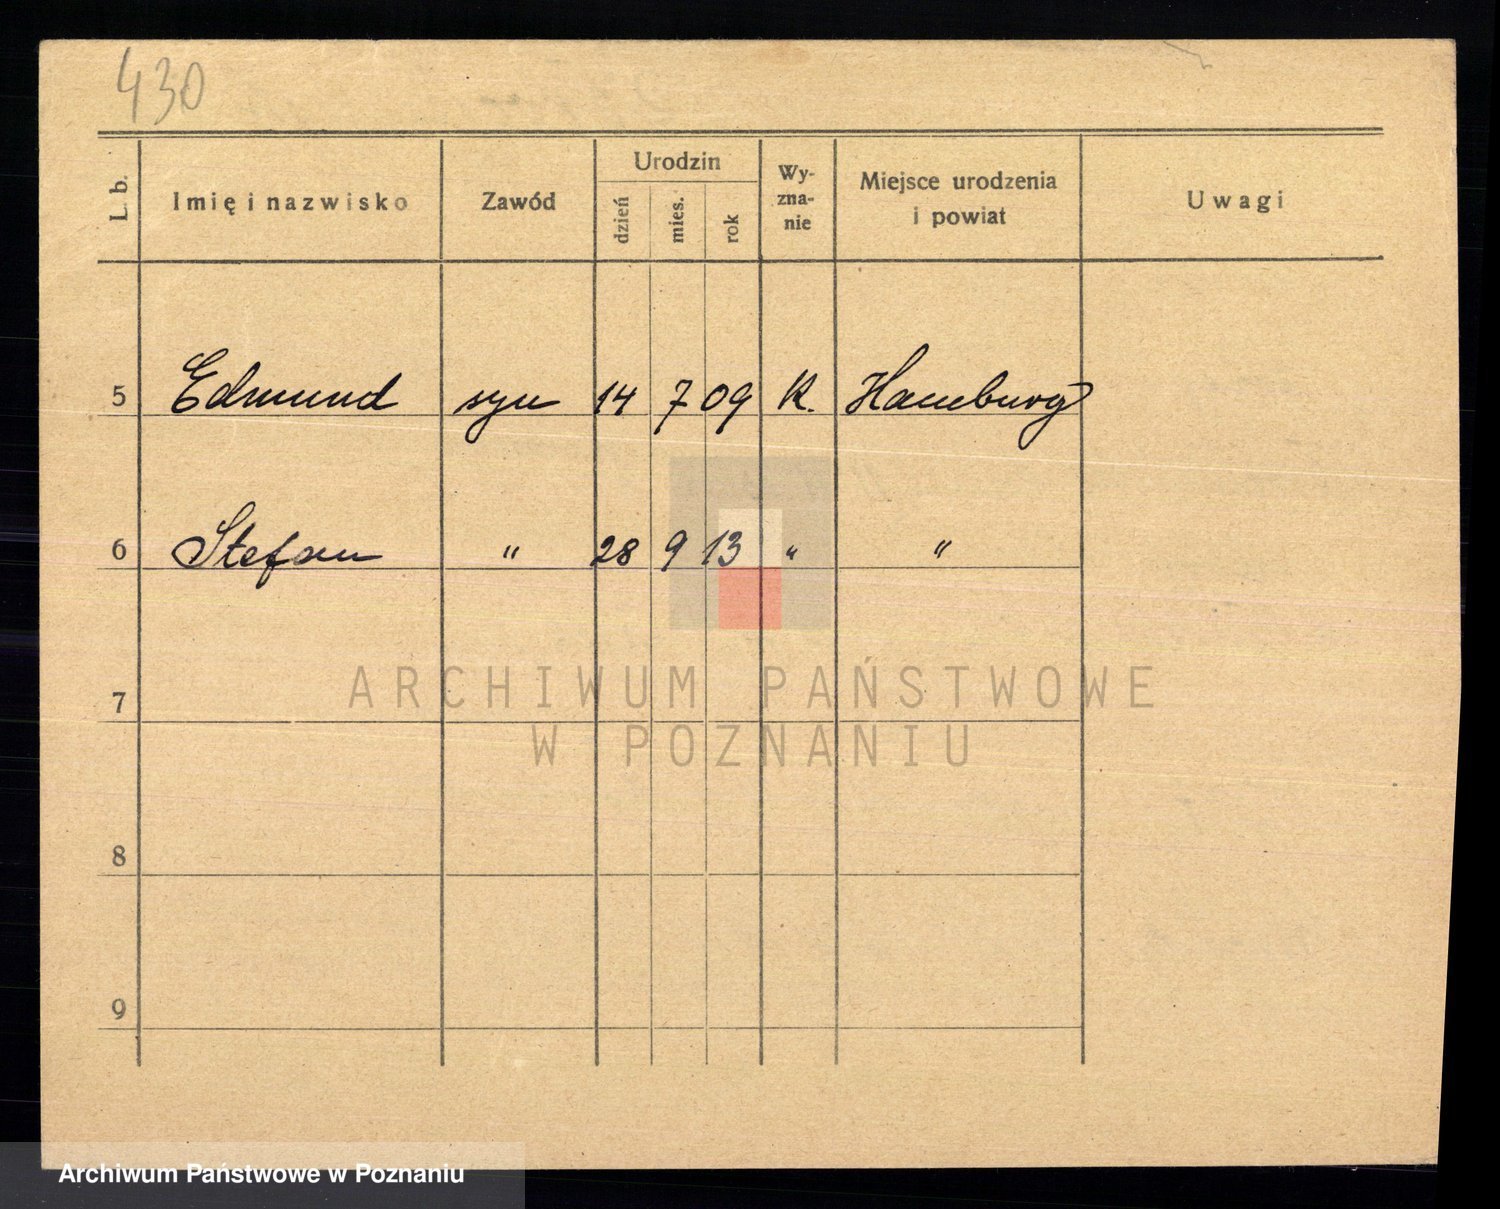 430
L. b. Imię i nazwisko Zawód Urodzin dzień mies. rok Wy-zna-nie Miejsce urodzenia i powiat Uwagi
5 Edmund syn 14 7 09 K. Hamburg
6 Stefan " 28 9 13 " "
7
8
9
ARCHIWUM PAŃSTWOWE
W POZNANIU
Archiwum Państwowe w Poznaniu